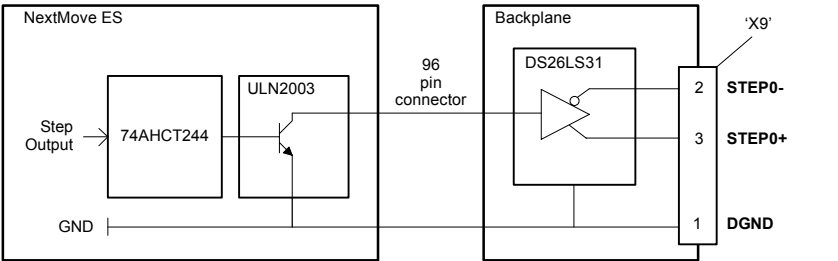 NextMove ES
Backplane
‘X9’
96
pin
connector
DS26LS31
ULN2003
2 STEP0-
Step
Output
74AHCT244
3 STEP0+
GND
1 DGND